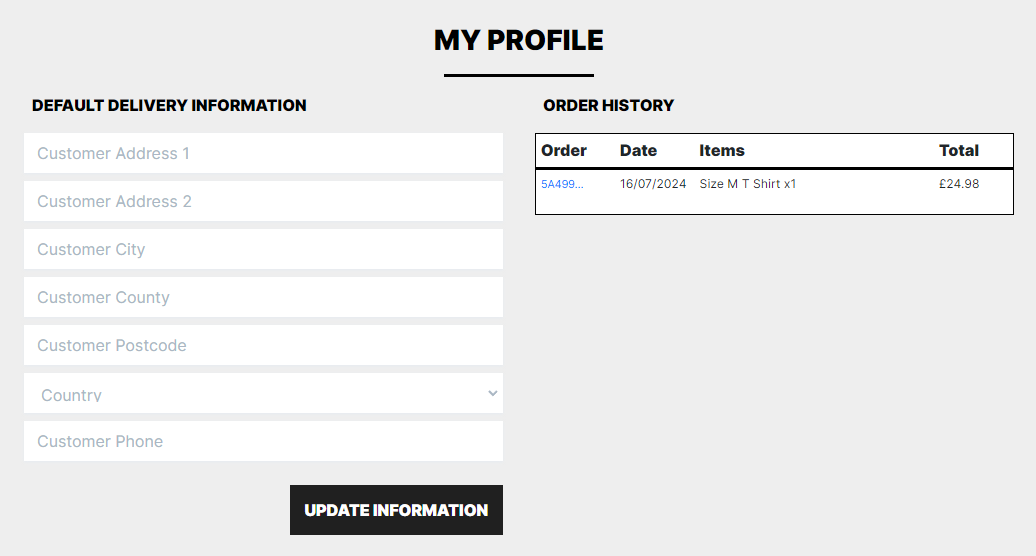 MY PROFILE
DEFAULT DELIVERY INFORMATION
Customer Address 1
Customer Address 2
Customer City
Customer County
Customer Postcode
Country
Customer Phone
UPDATE INFORMATION
ORDER HISTORY
Order Date Items Total
5A499... 16/07/2024 Size M T Shirt x1 £24.98